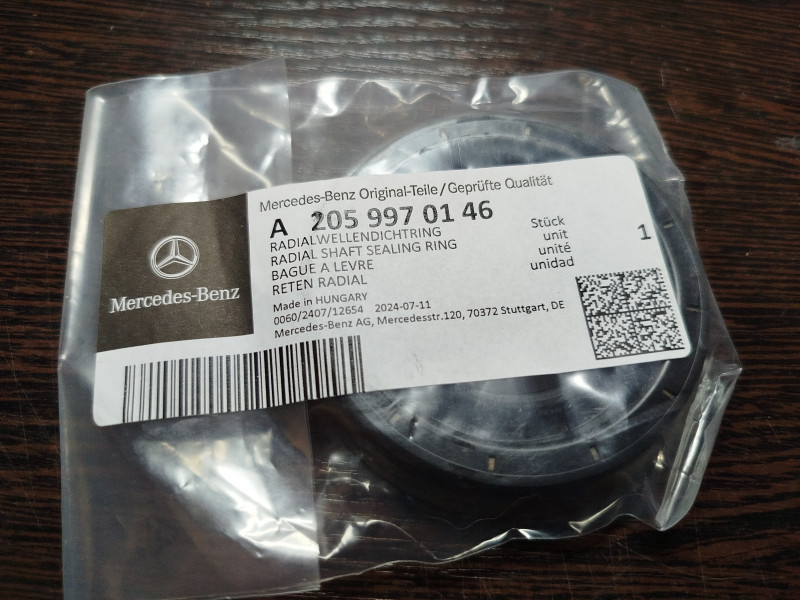 Mercedes-Benz Original-Teile/Geprüfte Qualität
A 205 997 01 46
RADIALWELLENDICHTRING
RADIAL SHAFT SEALING RING
BAGUE A LEVRE
RETEN RADIAL
Stück
unit
unité
unidad
1
Mercedes-Benz
Made in HUNGARY
0060/2407/12654 2024-07-11
Mercedes-Benz AG, Mercedesstr.120, 70372 Stuttgart, DE